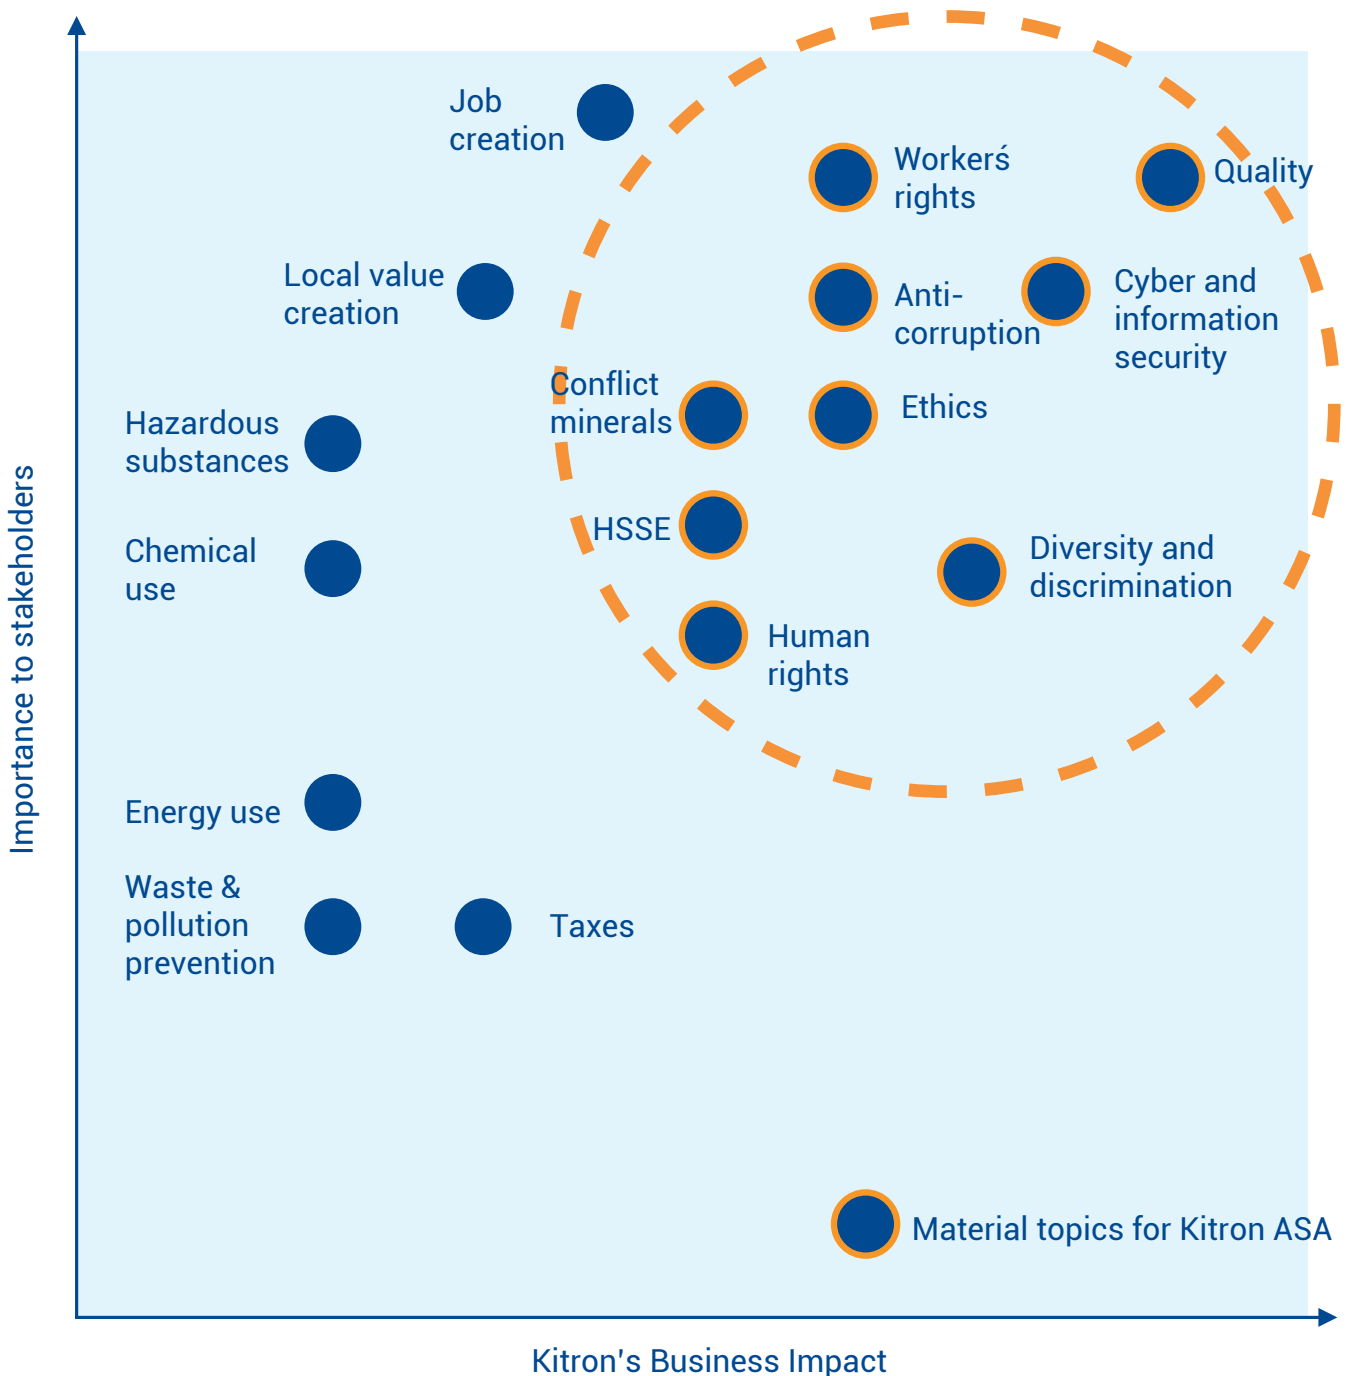 Job
creation
Workerś
rights
Quality
Local value
creation
Anti-
corruption
Cyber and
information
security
Conflict
minerals
Ethics
Hazardous
substances
HSSE
Chemical
use
Diversity and
discrimination
Human
rights
Energy use
Waste &
pollution
prevention
Taxes
Importance to stakeholders
Material topics for Kitron ASA
Kitron's Business Impact